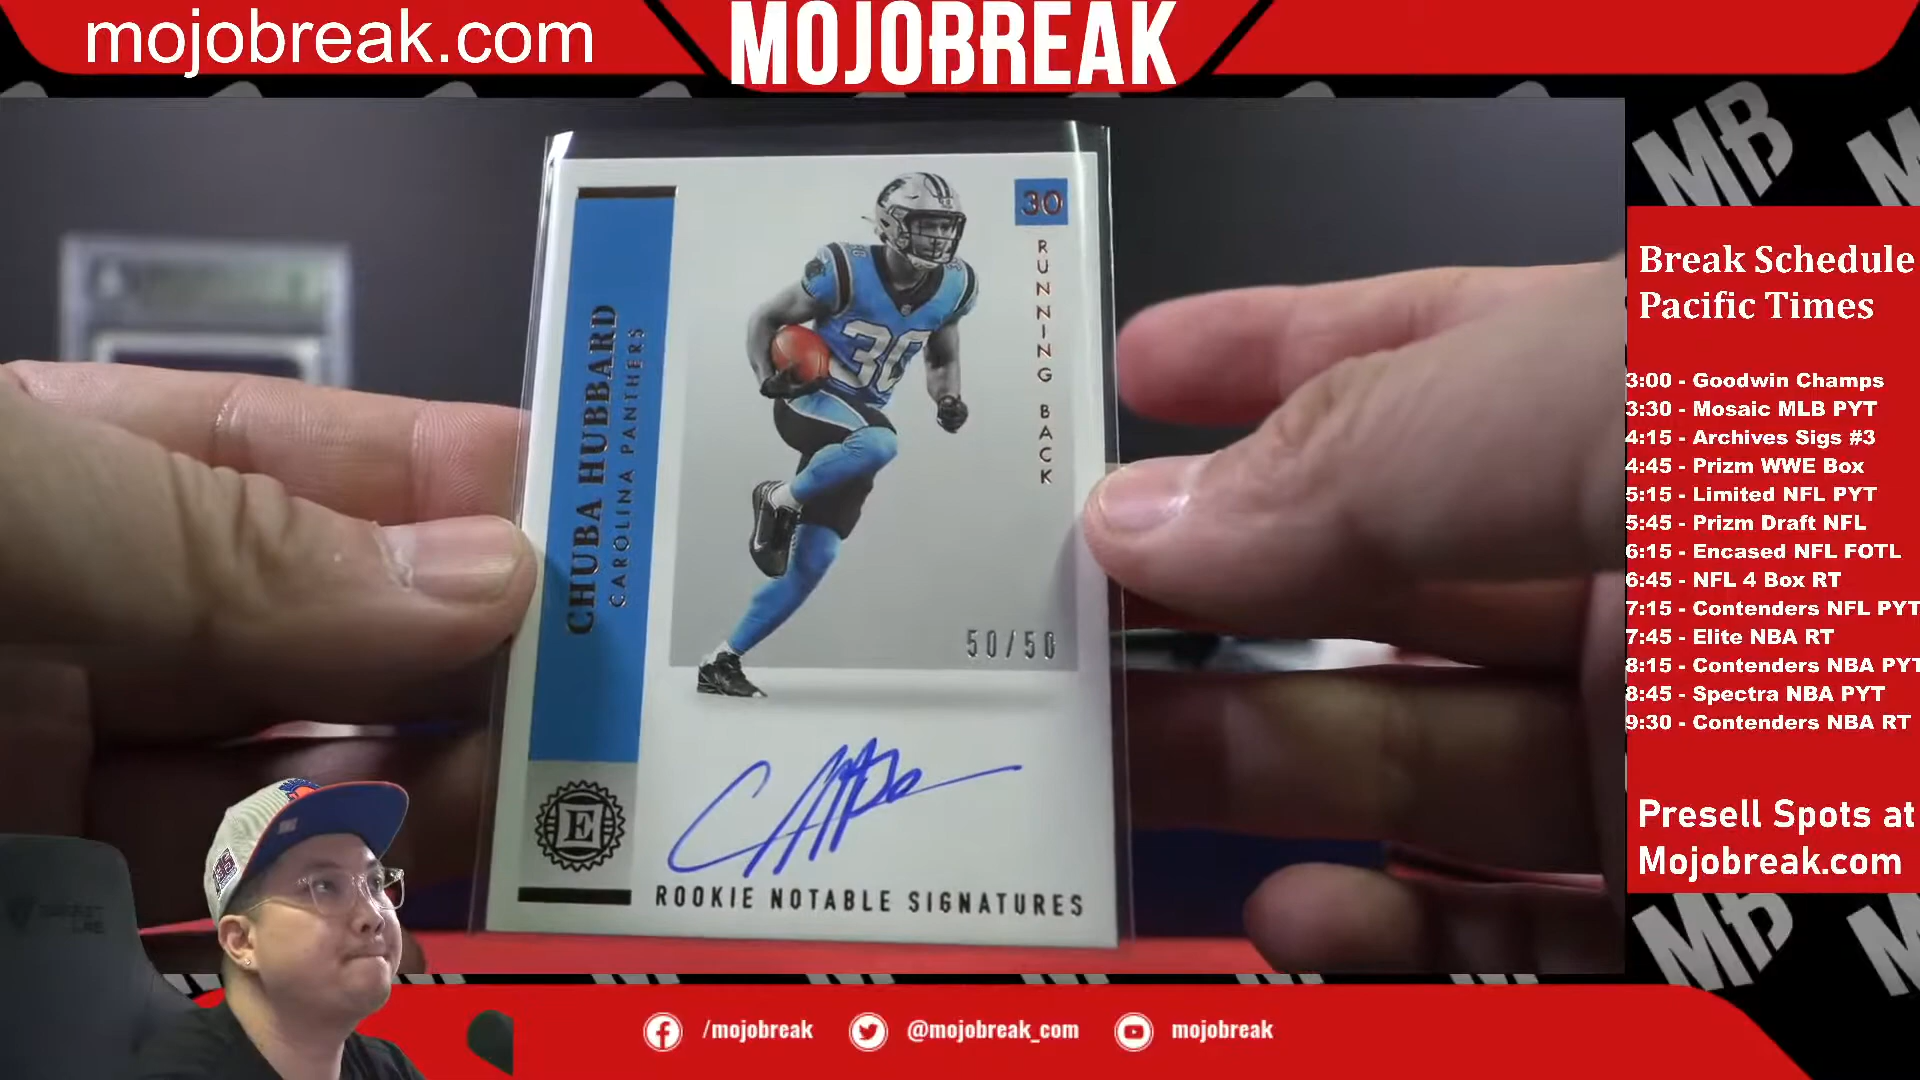 mojobreak.com
MOJOBREAK
MB
Break Schedule
Pacific Times
3:00 - Goodwin Champs
3:30 - Mosaic MLB PYT
4:15 - Archives Sigs #3
4:45 - Prizm WWE Box
5:15 - Limited NFL PYT
5:45 - Prizm Draft NFL
6:15 - Encased NFL FOTL
6:45 - NFL 4 Box RT
7:15 - Contenders NFL PYT
7:45 - Elite NBA RT
8:15 - Contenders NBA PYT
8:45 - Spectra NBA PYT
9:30 - Contenders NBA RT
Presell Spots at
Mojobreak.com
MB
30
RUNNING BACK
CHUBA HUBBARD
CAROLINA PANTHERS
30
50/50
E
ROOKIE NOTABLE SIGNATURES
/mojobreak
@mojobreak_com
mojobreak